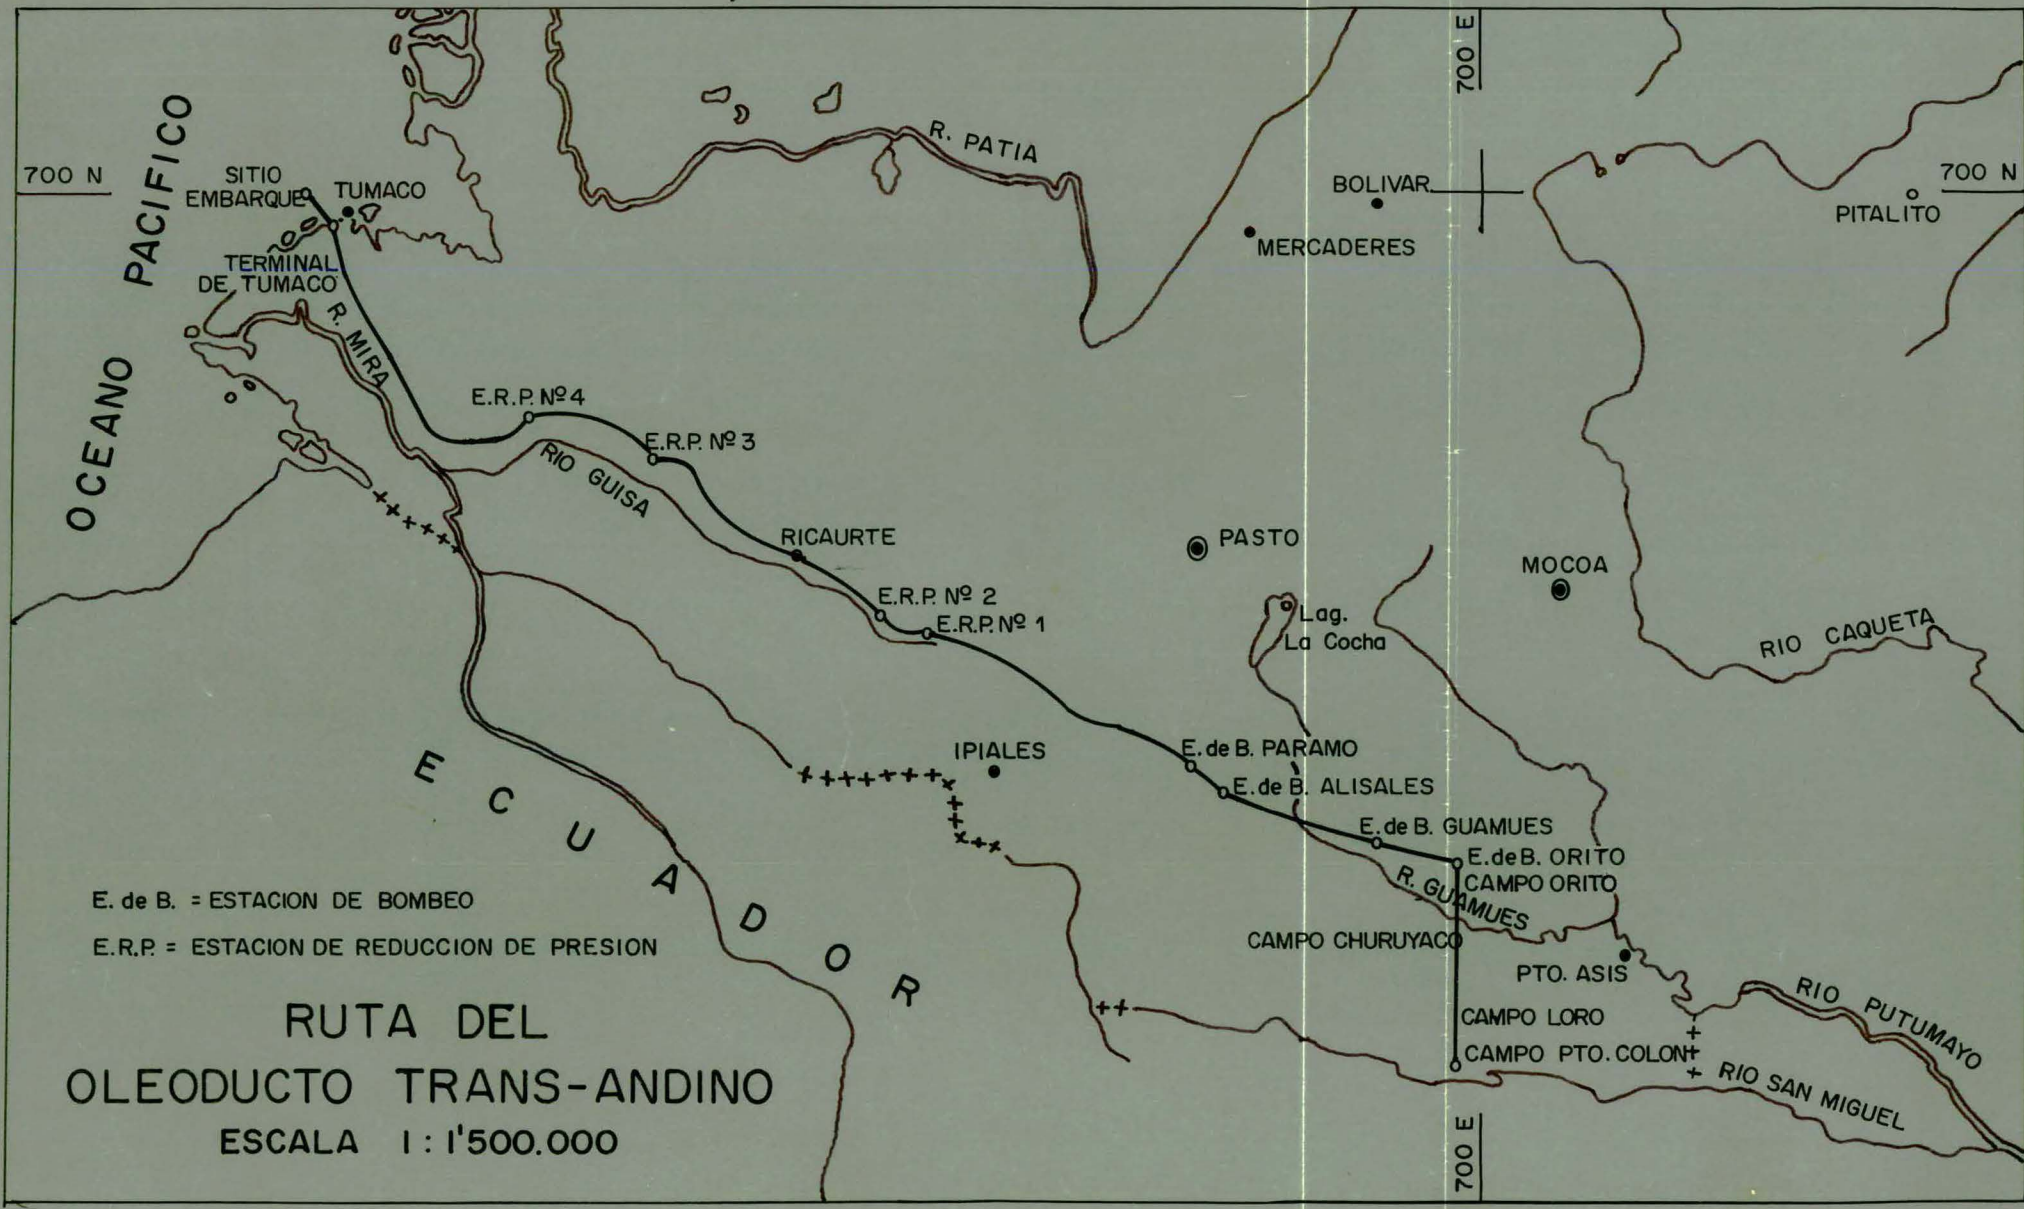 700 E
OCEANO PACIFICO
700 N
SITIO
EMBARQUE
TUMACO
TERMINAL
DE TUMACO
R. MIRA
R. PATIA
BOLIVAR
MERCADERES
700 N
PITALITO
E.R.P. Nº 4
E.R.P. Nº 3
RIO GUISA
RICAURTE
E.R.P. Nº 2
E.R.P. Nº 1
PASTO
MOCOA
Lag.
La Cocha
RIO CAQUETA
IPIALES
E. de B. PARAMO
E. de B. ALISALES
E. de B. GUAMUES
E. de B. ORITO
CAMPO ORITO
R. GUAMUES
CAMPO CHURUYACO
PTO. ASIS
CAMPO LORO
CAMPO PTO. COLON
RIO PUTUMAYO
RIO SAN MIGUEL
ECUADOR
E. de B. = ESTACION DE BOMBEO
E.R.P. = ESTACION DE REDUCCION DE PRESION
RUTA DEL
OLEODUCTO TRANS-ANDINO
ESCALA 1 : 1'500.000
700 E